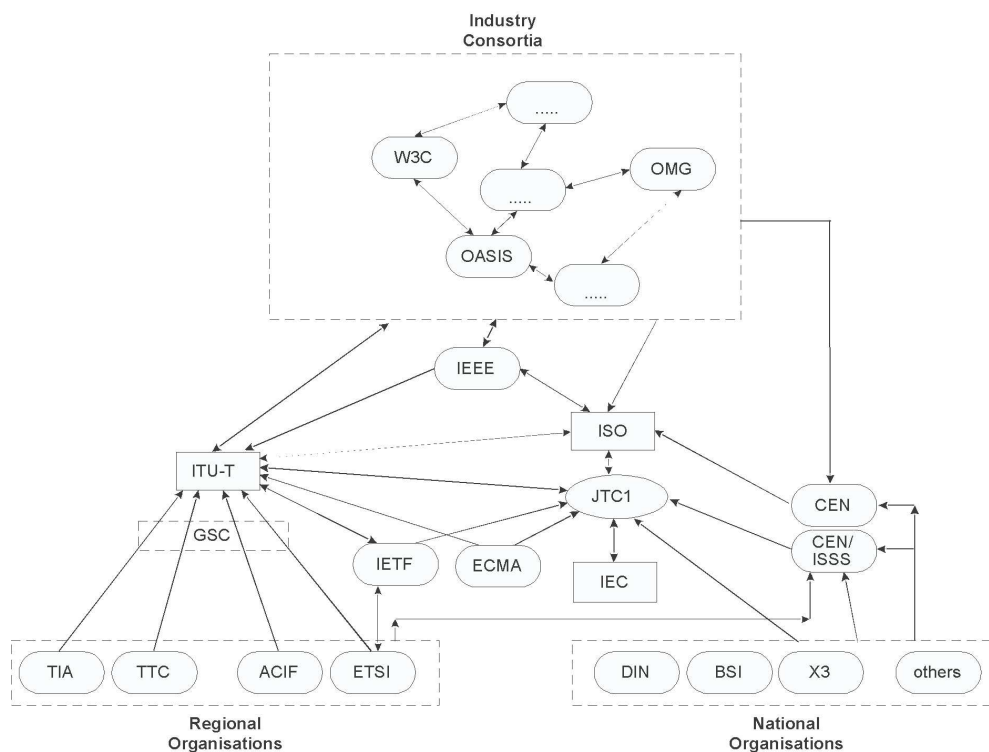 Industry
Consortia
.....
W3C
OMG
.....
OASIS
.....
IEEE
ISO
ITU-T
JTC1
CEN
GSC
CEN/
ISSS
IETF
ECMA
IEC
TIA
TTC
ACIF
ETSI
DIN
BSI
X3
others
Regional
Organisations
National
Organisations